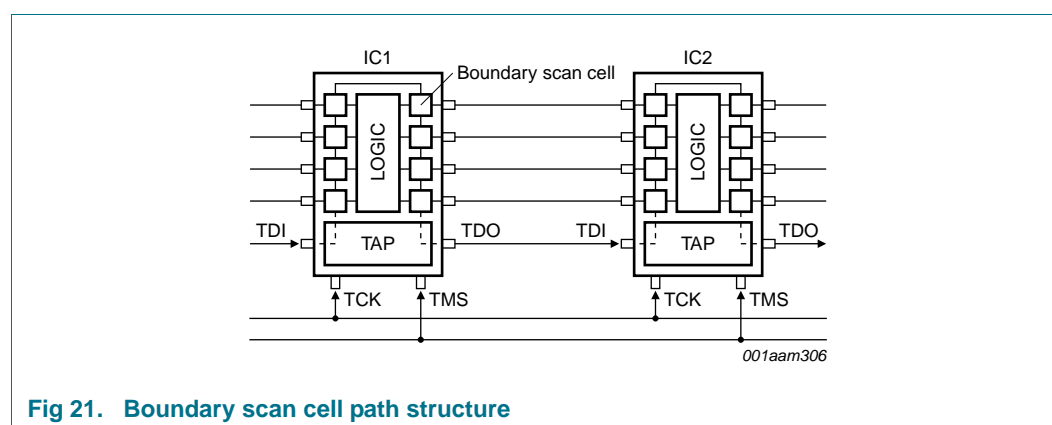 IC1
IC2
Boundary scan cell
LOGIC
LOGIC
TDI
TAP
TDO
TDI
TAP
TDO
TCK
TMS
TCK
TMS
001aam306
Fig 21. Boundary scan cell path structure